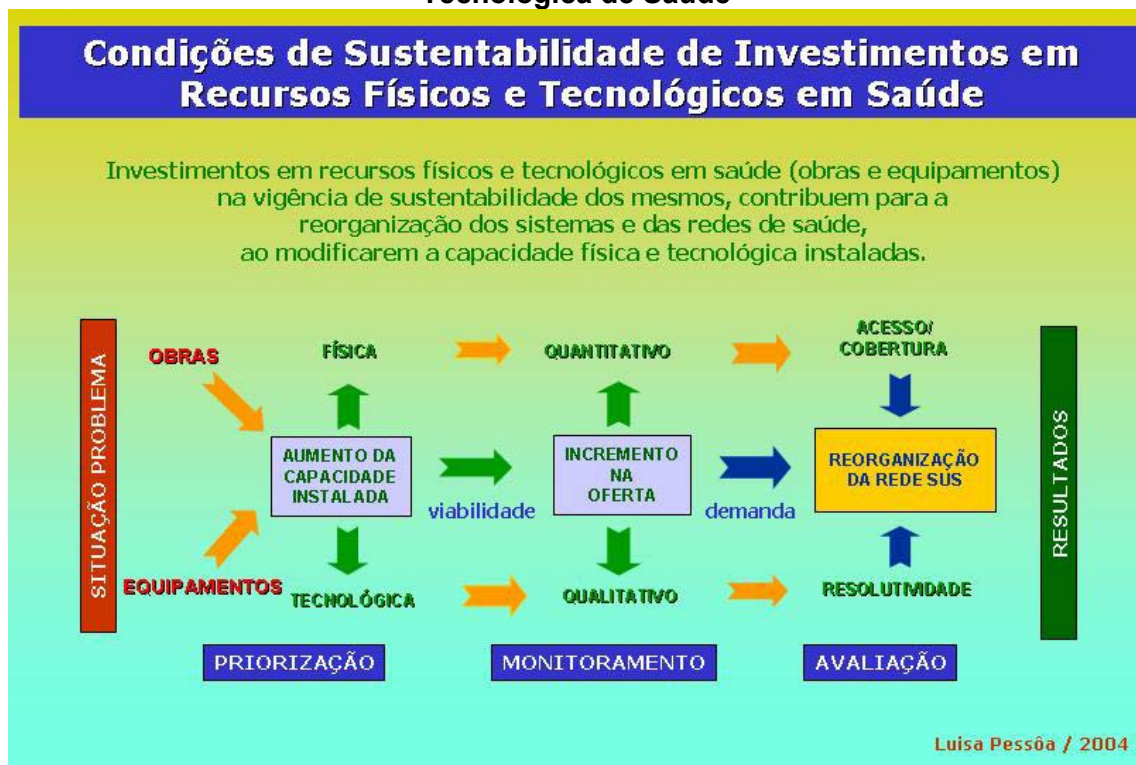 Tecnológica de Saúde
Condições de Sustentabilidade de Investimentos em
Recursos Físicos e Tecnológicos em Saúde
Investimentos em recursos físicos e tecnológicos em saúde (obras e equipamentos)
na vigência de sustentabilidade dos mesmos, contribuem para a
reorganização dos sistemas e das redes de saúde,
ao modificarem a capacidade física e tecnológica instaladas.
SITUAÇÃO PROBLEMA
OBRAS
EQUIPAMENTOS
FÍSICA
AUMENTO DA
CAPACIDADE
INSTALADA
TECNOLÓGICA
viabilidade
QUANTITATIVO
INCREMENTO
NA
OFERTA
QUALITATIVO
demanda
ACESSO/
COBERTURA
REORGANIZAÇÃO
DA REDE SUS
RESOLUTIVIDADE
RESULTADOS
PRIORIZAÇÃO
MONITORAMENTO
AVALIAÇÃO
Luisa Pessôa / 2004